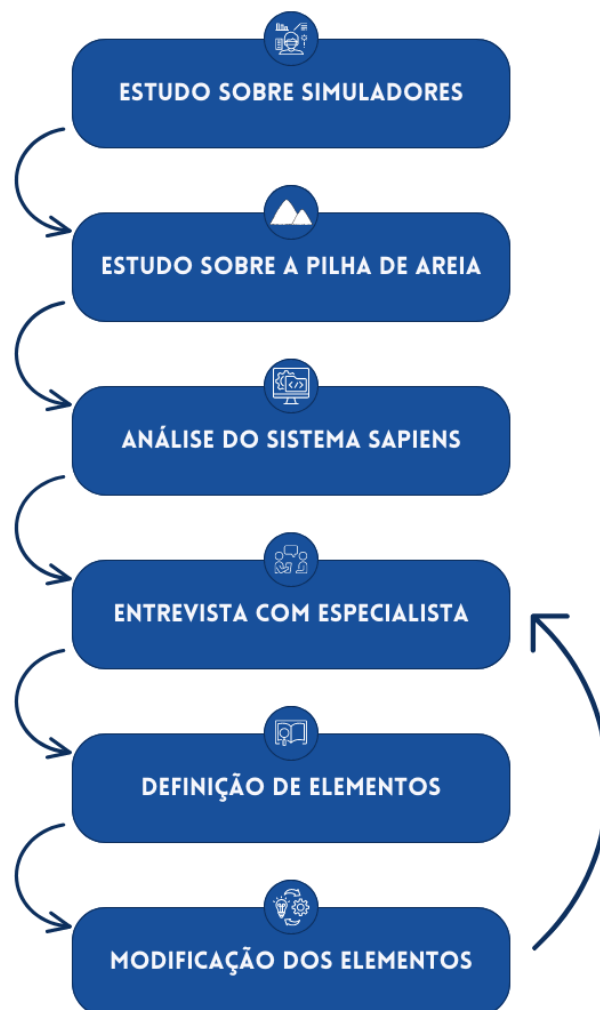 ESTUDO SOBRE SIMULADORES
ESTUDO SOBRE A PILHA DE AREIA
ANÁLISE DO SISTEMA SAPIENS
ENTREVISTA COM ESPECIALISTA
DEFINIÇÃO DE ELEMENTOS
MODIFICAÇÃO DOS ELEMENTOS